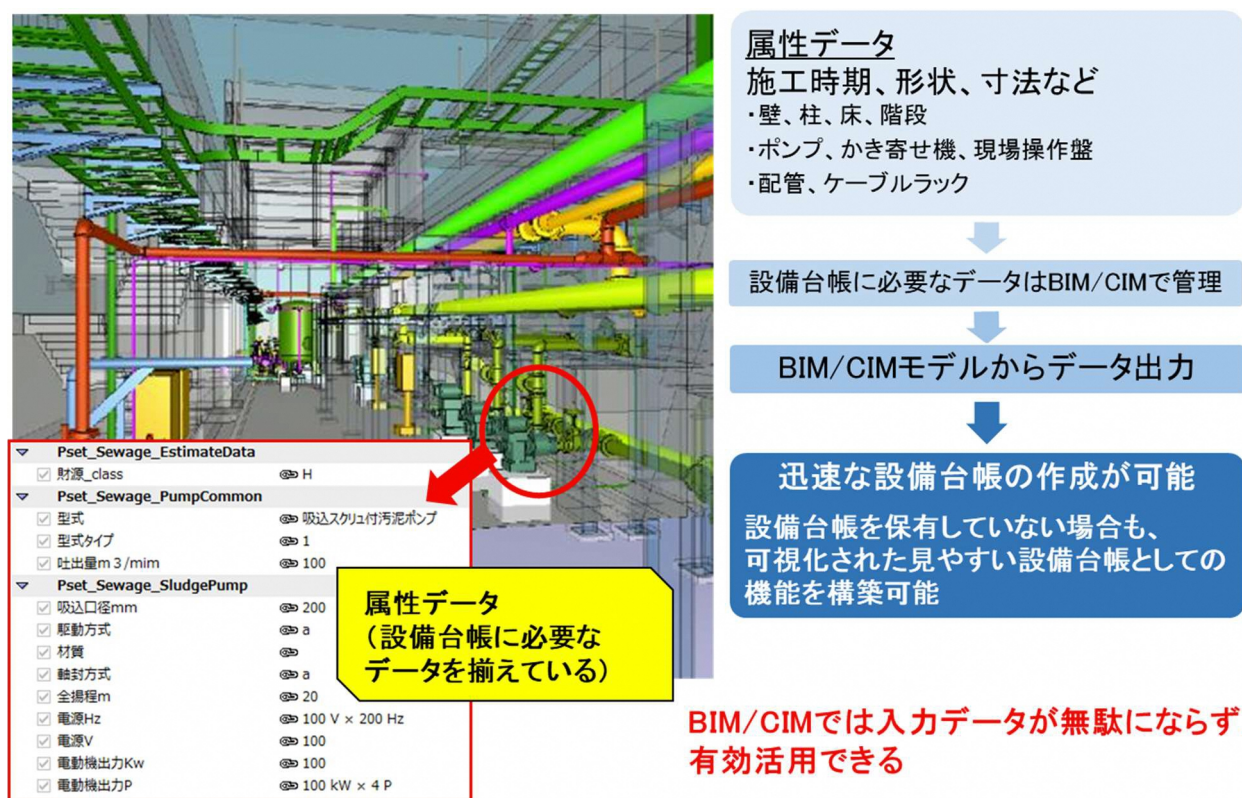 属性データ
施工時期、形状、寸法など
・壁、柱、床、階段
・ポンプ、かき寄せ機、現場操作盤
・配管、ケーブルラック
設備台帳に必要なデータはBIM/CIMで管理
BIM/CIMモデルからデータ出力
迅速な設備台帳の作成が可能
設備台帳を保有していない場合も、
可視化された見やすい設備台帳としての
機能を構築可能
Pset_Sewage_EstimateData
財源_class H
Pset_Sewage_PumpCommon
型式 吸込スクリュ付汚泥ポンプ
型式タイプ 1
吐出量m3/mim 100
Pset_Sewage_SludgePump
吸込口径mm 200
駆動方式 a
材質
軸封方式 a
全揚程m 20
電源Hz 100 V × 200 Hz
電源V 100
電動機出力Kw 100
電動機出力P 100 kW × 4 P
属性データ
(設備台帳に必要な
データを揃えている)
BIM/CIMでは入力データが無駄にならず
有効活用できる